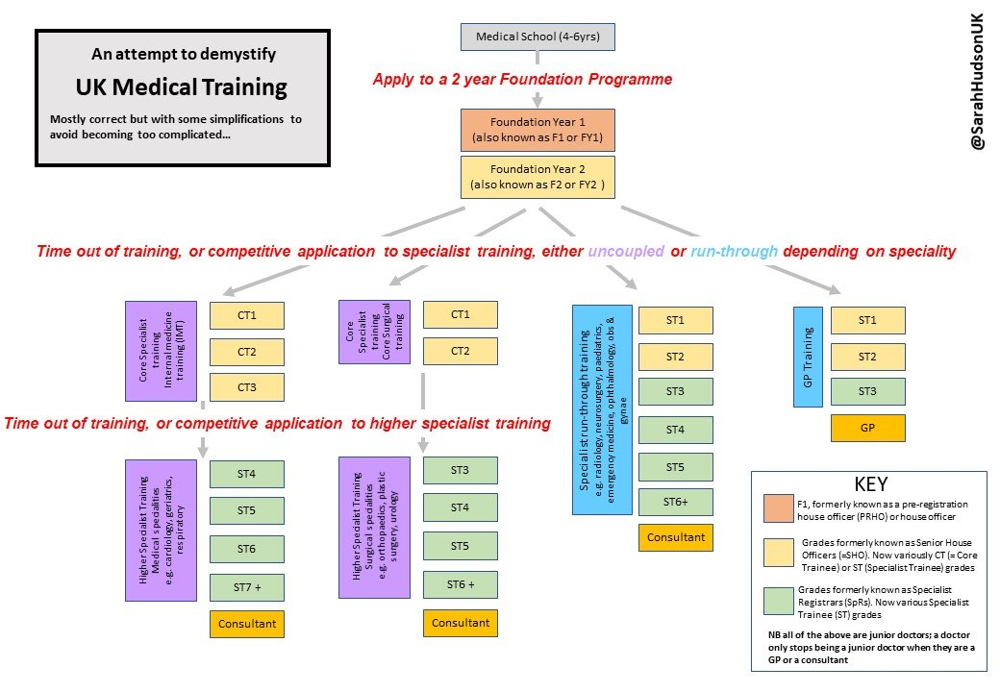 An attempt to demystify
UK Medical Training
Mostly correct but with some simplifications to
avoid becoming too complicated…
@SarahHudsonUK
Medical School (4-6yrs)
Apply to a 2 year Foundation Programme
Foundation Year 1
(also known as F1 or FY1)
Foundation Year 2
(also known as F2 or FY2 )
Time out of training, or competitive application to specialist training, either uncoupled or run-through depending on speciality
Core Specialist
training
Internal medicine
training (IMT)
CT1
CT2
CT3
Core
Specialist
training
Core Surgical
training
CT1
CT2
Time out of training, or competitive application to higher specialist training
Higher Specialist Training
Medical specialities
e.g. cardiology, geriatrics,
respiratory
ST4
ST5
ST6
ST7 +
Consultant
Higher Specialist Training
Surgical specialities
e.g. orthopaedics, plastic
surgery, urology
ST3
ST4
ST5
ST6 +
Consultant
Specialist run-through training
e.g. radiology, neurosurgery, paediatrics,
emergency medicine, ophthalmology, obs &
gynae
ST1
ST2
ST3
ST4
ST5
ST6+
Consultant
GP Training
ST1
ST2
ST3
GP
KEY
F1, formerly known as a pre-registration
house officer (PRHO) or house officer
Grades formerly known as Senior House
Officers (=SHO). Now variously CT (= Core
Trainee) or ST (Specialist Trainee) grades
Grades formerly known as Specialist
Registrars (SpRs). Now various Specialist
Trainee (ST) grades
NB all of the above are junior doctors; a doctor
only stops being a junior doctor when they are a
GP or a consultant